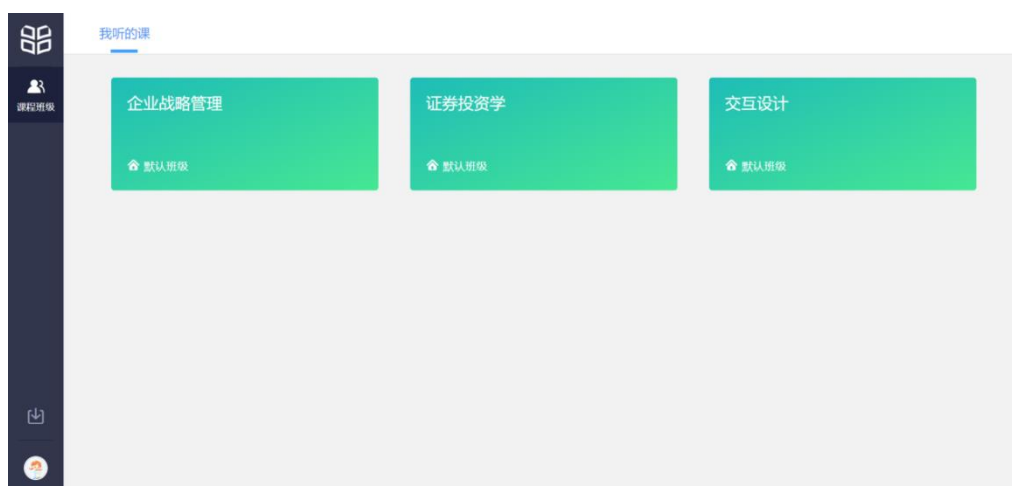 我听的课
课程班级
企业战略管理
默认班级
证券投资学
默认班级
交互设计
默认班级